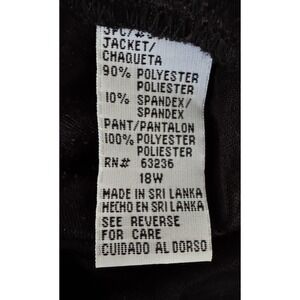 JACKET/
CHAQUETA
90% POLYESTER
POLIESTER
10% SPANDEX/
SPANDEX
PANT/PANTALON
100% POLYESTER
POLIESTER
RN# 63236
18W
MADE IN SRI LANKA
HECHO EN SRI LANKA
SEE REVERSE
FOR CARE
CUIDADO AL DORSO